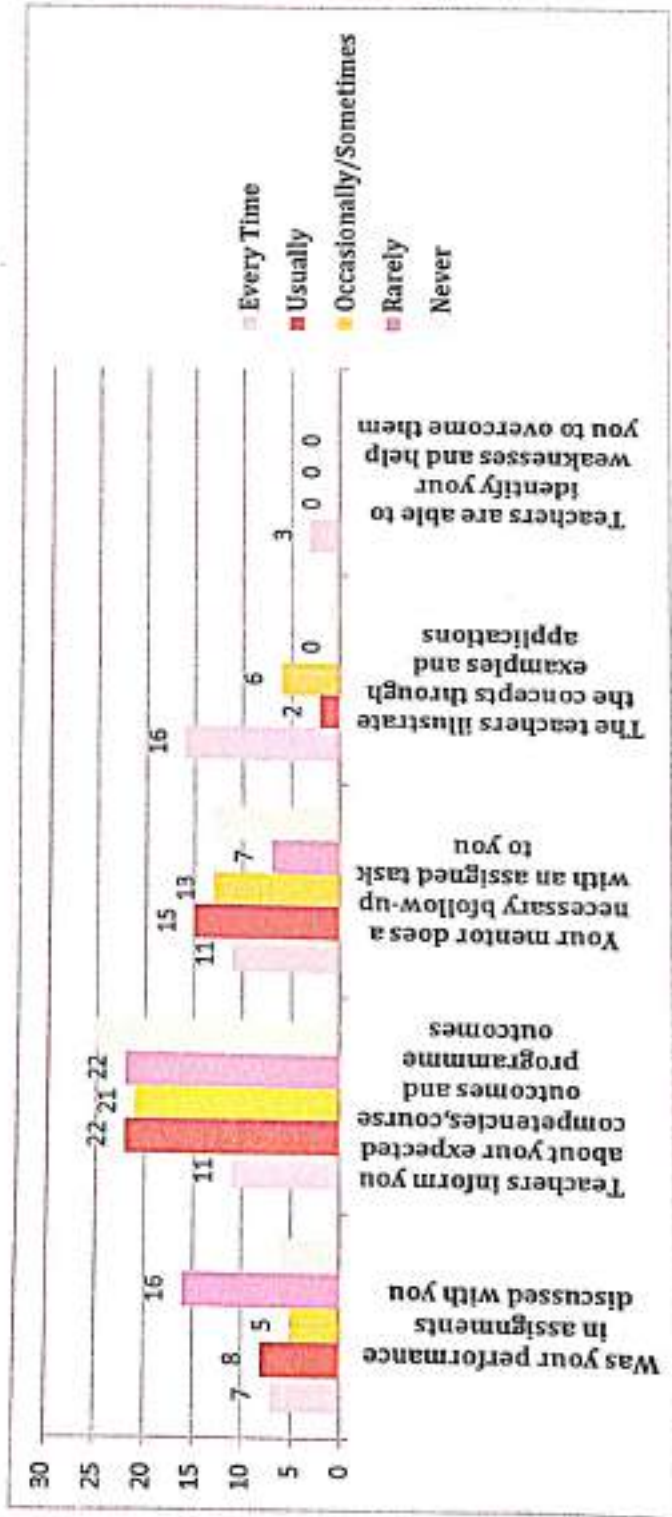 30
25
20
15
10
5
0
7
8
5
16
11
22
21
22
11
15
13
7
16
2
6
0
3
0
0
0
Was your performance
in assignments
discussed with you
Teachers inform you
about your expected
competencies,course
outcomes and
programme
outcomes
Your mentor does a
necessary bfollow-up
with an assigned task
to you
The teachers illustrate
the concepts through
examples and
applications
Teachers are able to
identify your
weaknesses and help
you to overcome them
Every Time
Usually
Occasionally/Sometimes
Rarely
Never